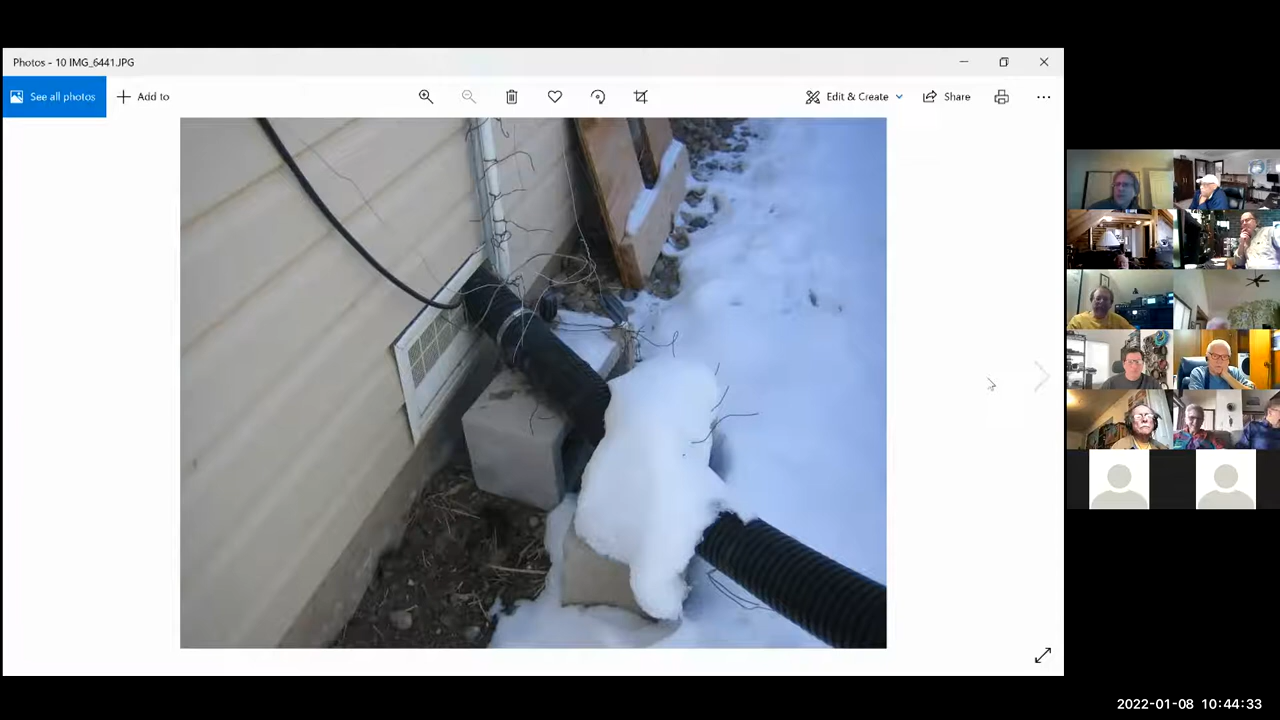 Photos - 10 IMG_6441.JPG
See all photos
Add to
Edit & Create
Share
2022-01-08 10:44:33